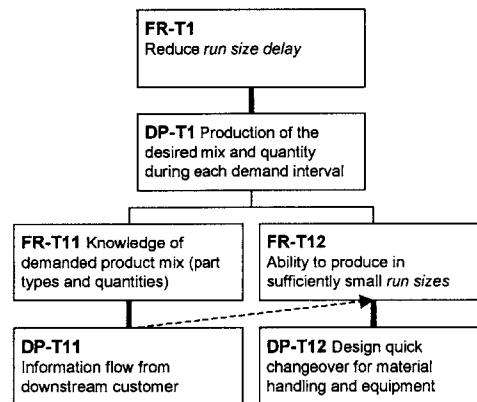 FR-T1
Reduce run size delay
DP-T1 Production of the
desired mix and quantity
during each demand interval
FR-T11 Knowledge of
demanded product mix (part
types and quantities)
FR-T12
Ability to produce in
sufficiently small run sizes
DP-T11
Information flow from
downstream customer
DP-T12 Design quick
changeover for material
handling and equipment